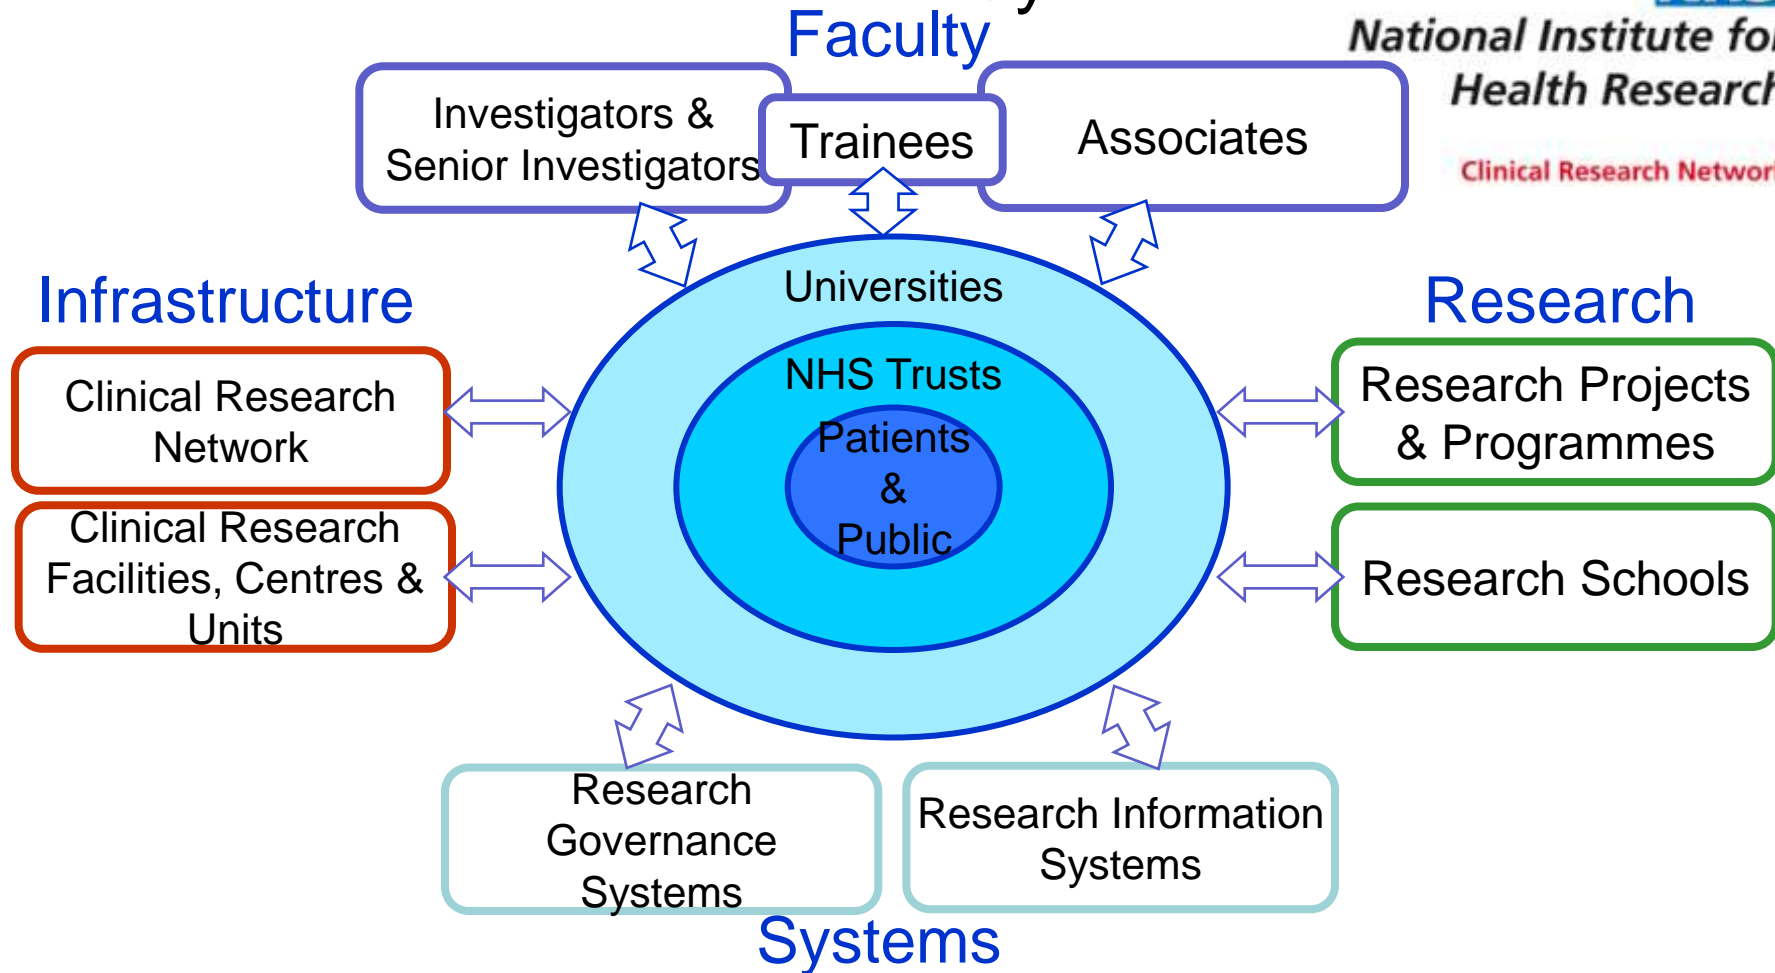 Faculty
National Institute for
Health Research
Clinical Research Network
Investigators &
Senior Investigators
Trainees
Associates
Infrastructure
Clinical Research
Network
Clinical Research
Facilities, Centres &
Units
Universities
NHS Trusts
Patients
&
Public
Research
Research Projects
& Programmes
Research Schools
Research
Governance
Systems
Research Information
Systems
Systems